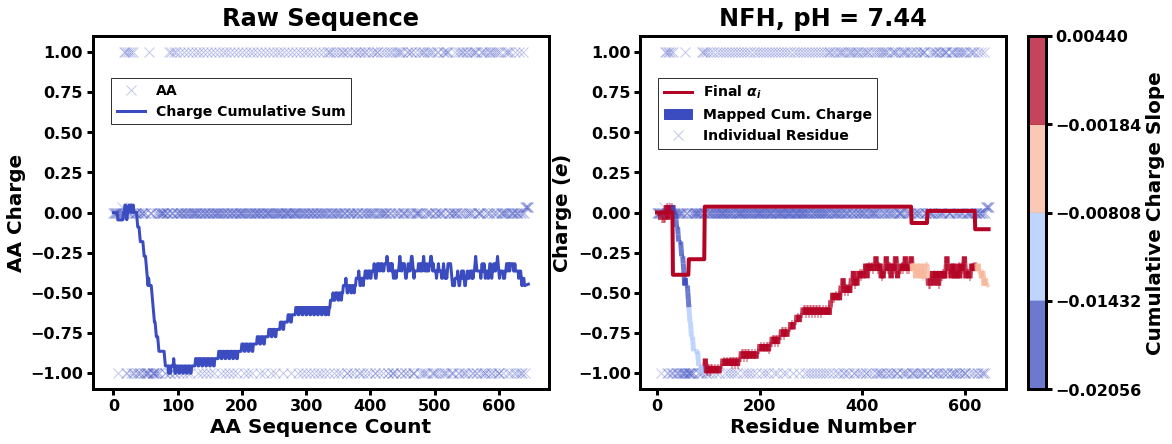 Raw Sequence
AA Charge
1.00
0.75
0.50
0.25
0.00
−0.25
−0.50
−0.75
−1.00
AA
Charge Cumulative Sum
0 100 200 300 400 500 600
AA Sequence Count
NFH, pH = 7.44
Charge (e)
1.00
0.75
0.50
0.25
0.00
−0.25
−0.50
−0.75
−1.00
Final αi
Mapped Cum. Charge
Individual Residue
0 200 400 600
Residue Number
0.00440
−0.00184
−0.00808
−0.01432
−0.02056
Cumulative Charge Slope